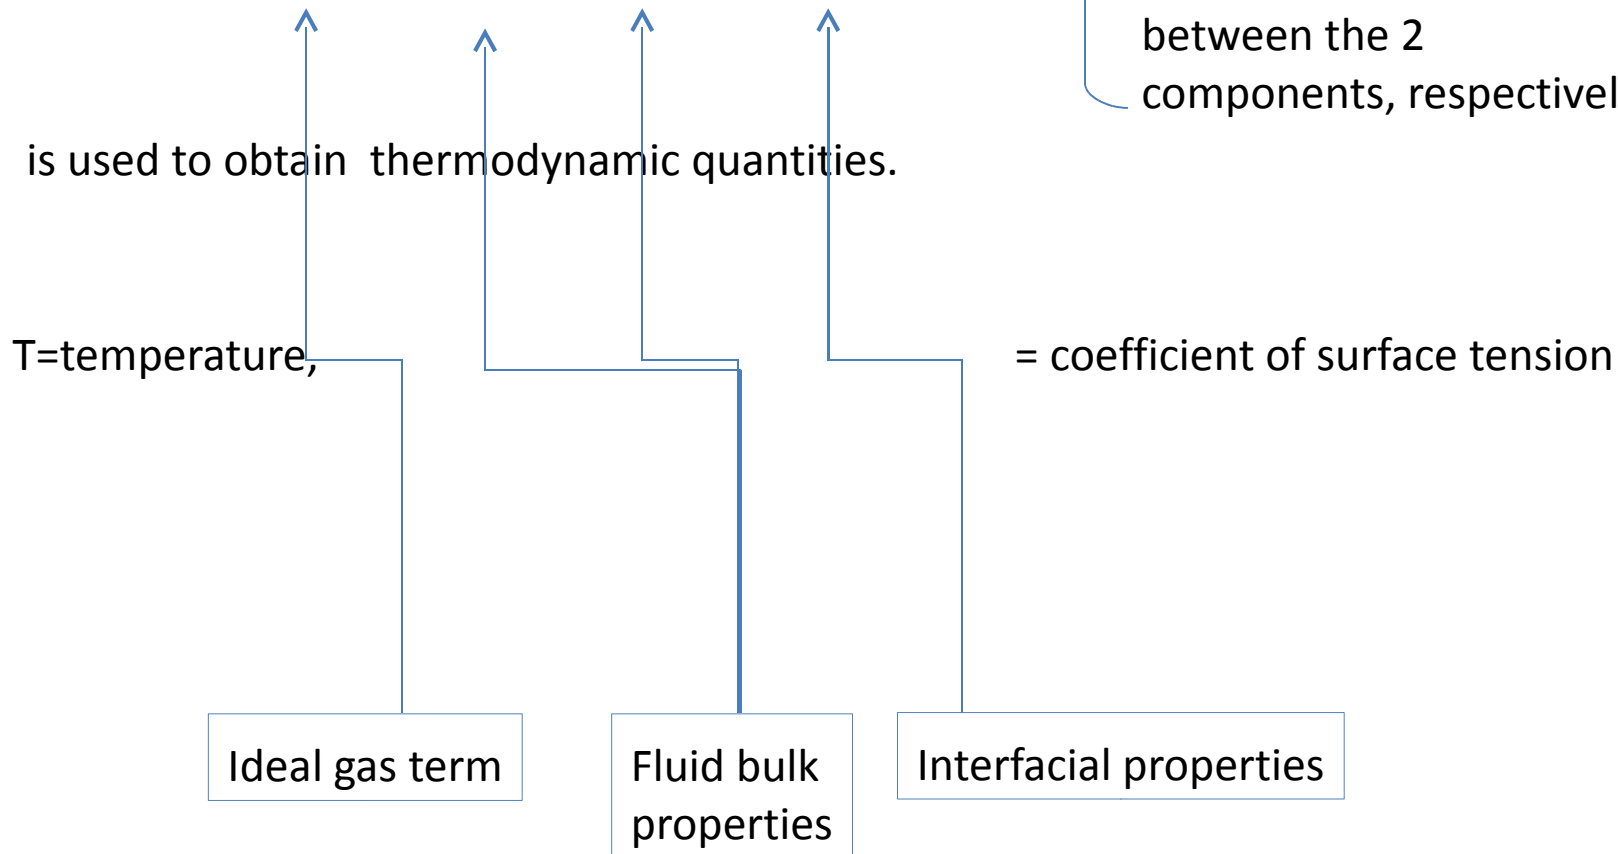 between the 2
components, respectivel
is used to obtain thermodynamic quantities.
T=temperature,
= coefficient of surface tension
Ideal gas term
Fluid bulk
properties
Interfacial properties